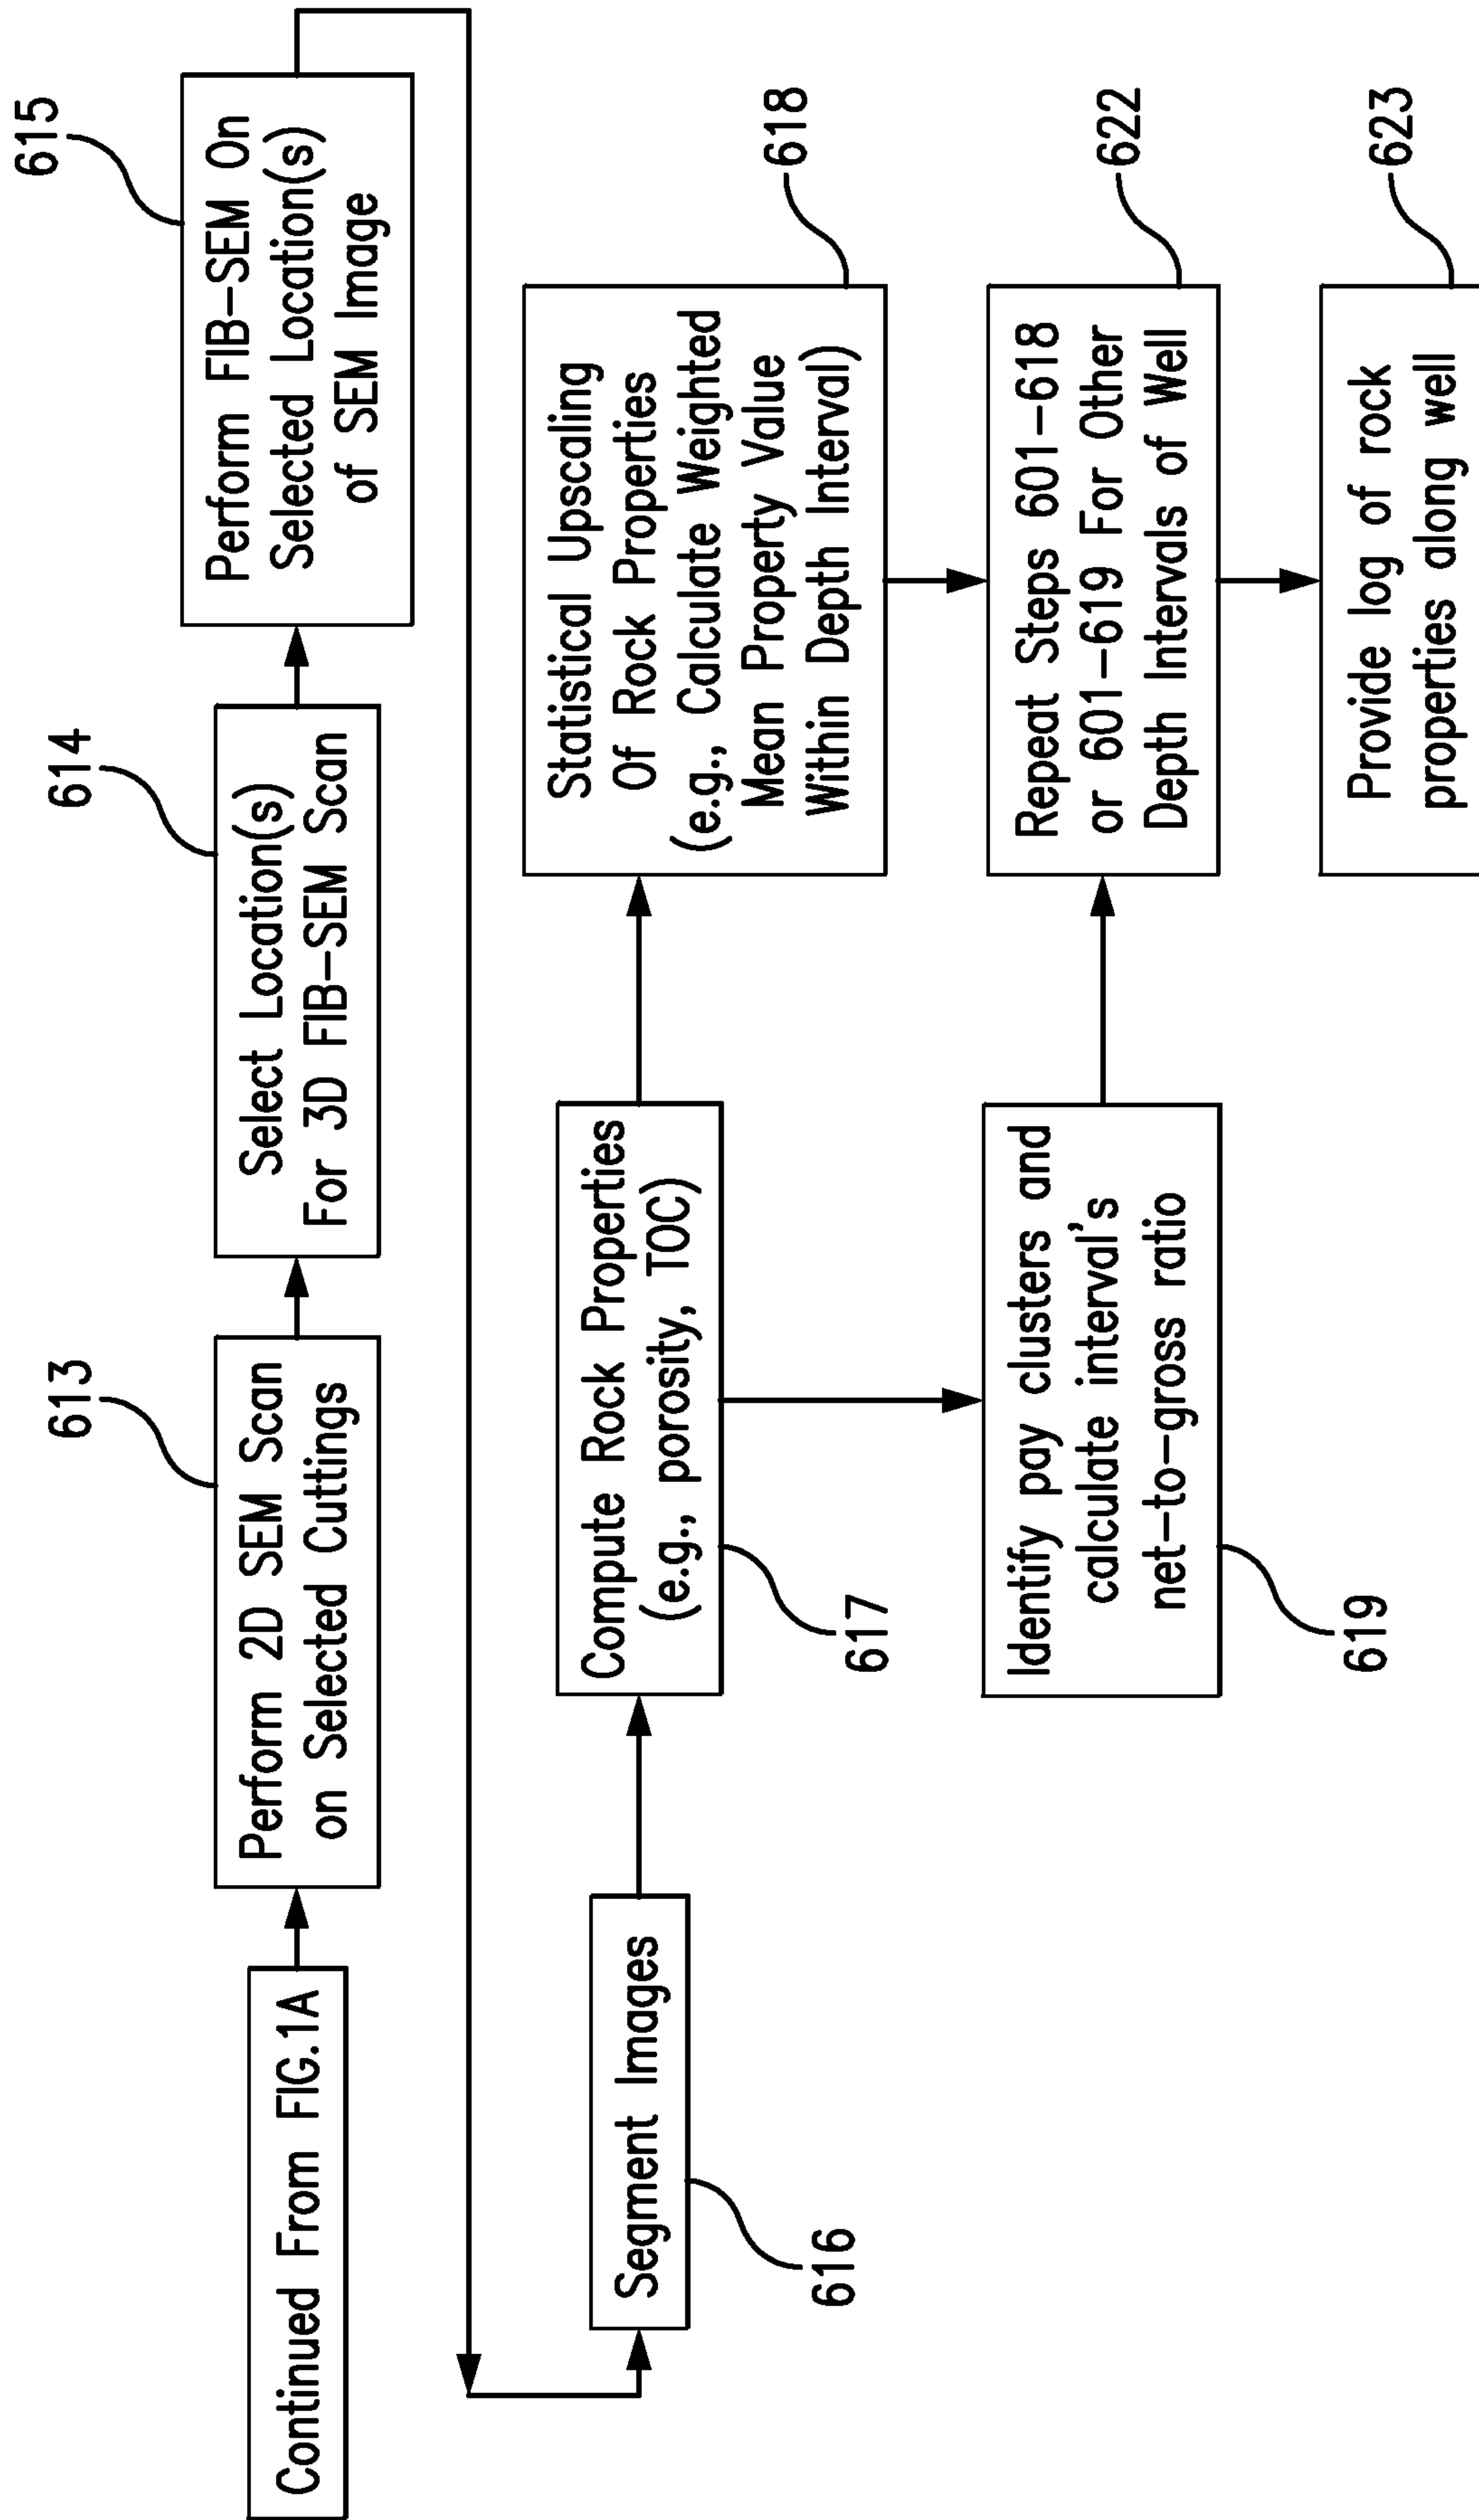 Continued From FIG.1A
613
Perform 2D SEM Scan
on Selected Cuttings
614
Select Location(s)
For 3D FIB-SEM Scan
615
Perform FIB-SEM On
Selected Location(s)
of SEM Image
Segment Images
616
Compute Rock Properties
(e.g., porosity, TOC)
617
Statistical Upscaling
Of Rock Properties
(e.g., Calculate Weighted
Mean Property Value
Within Depth Interval)
618
Identify pay clusters and
calculate interval's
net-to-gross ratio
619
Repeat Steps 601-618
or 601-619 For Other
Depth Intervals of Well
622
Provide log of rock
properties along well
623